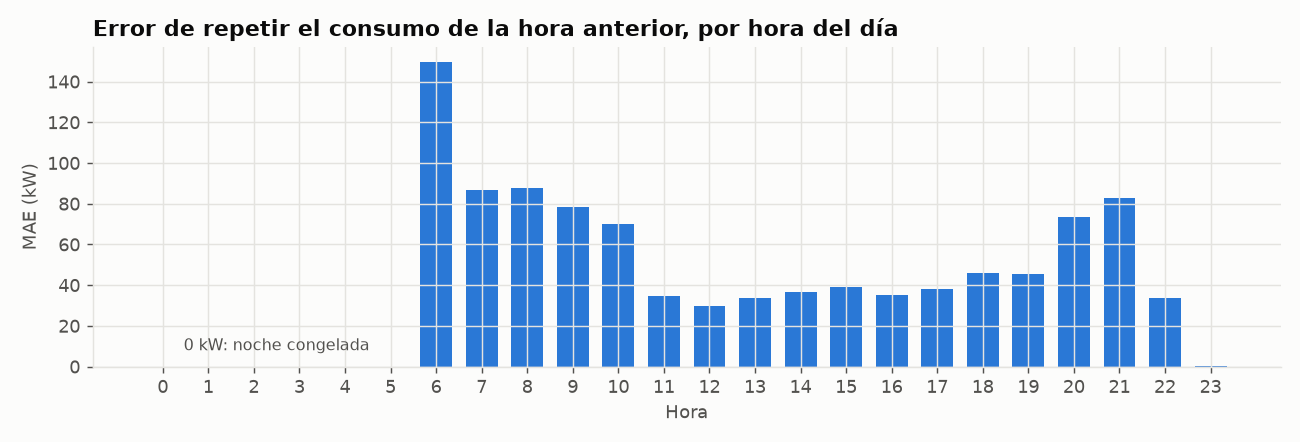 Error de repetir el consumo de la hora anterior, por hora del día
MAE (kW)
140
120
100
80
60
40
20
0
0 kW: noche congelada
0 1 2 3 4 5 6 7 8 9 10 11 12 13 14 15 16 17 18 19 20 21 22 23
Hora